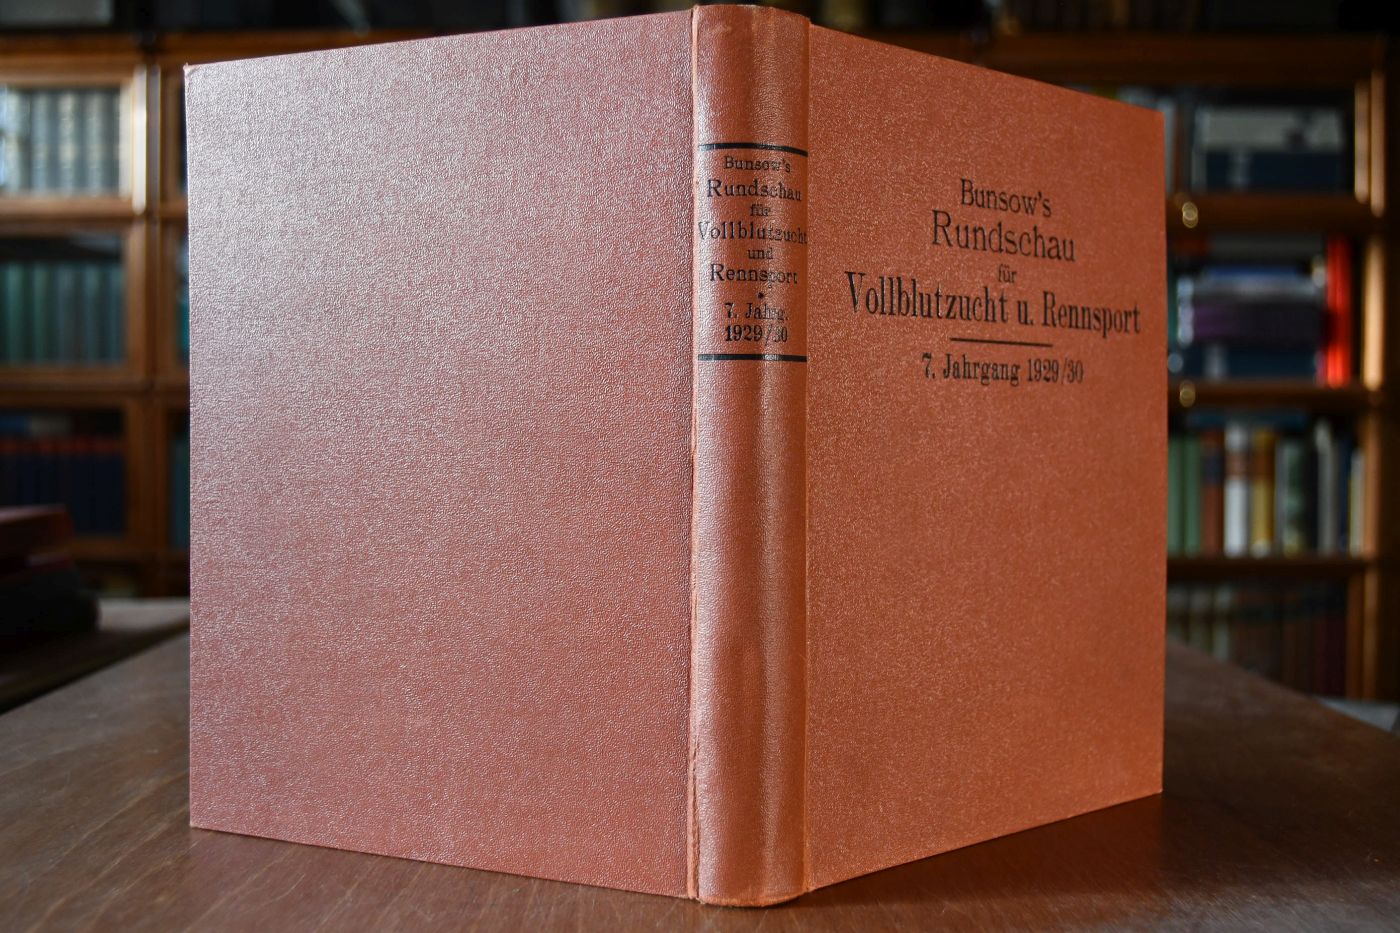 Bunsow's
Rundschau
für
Vollblutzucht
und
Rennsport
7. Jahrg.
1929/30
Bunsow's
Rundschau
für
Vollblutzucht u. Rennsport
7. Jahrgang 1929/30